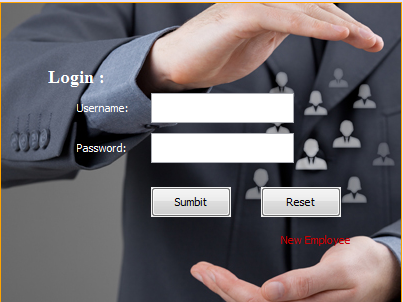 Login :
Username:
Password:
Sumbit Reset
New Employee